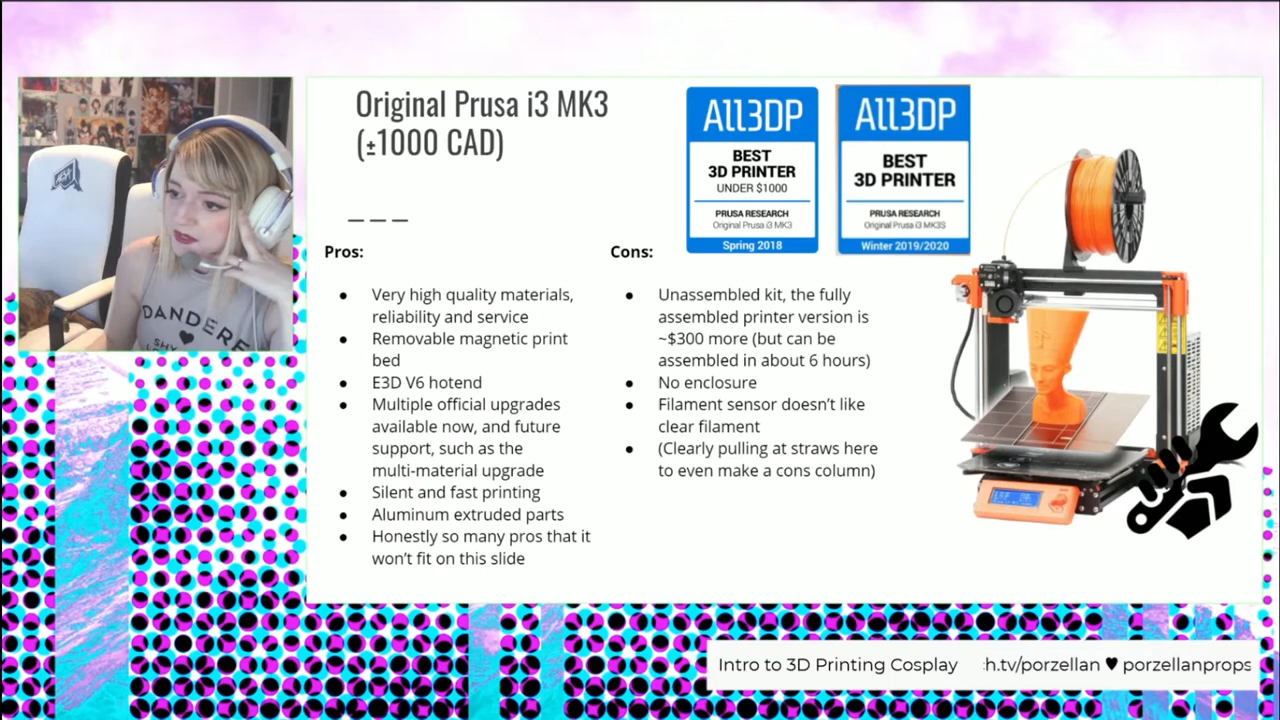 Original Prusa i3 MK3
(±1000 CAD)
All3DP
BEST
3D PRINTER
UNDER $1000
PRUSA RESEARCH
Original Prusa i3 MK3
Spring 2018
All3DP
BEST
3D PRINTER
PRUSA RESEARCH
Original Prusa i3 MK3S
Winter 2019/2020
Pros:
● Very high quality materials,
reliability and service
● Removable magnetic print
bed
● E3D V6 hotend
● Multiple official upgrades
available now, and future
support, such as the
multi-material upgrade
● Silent and fast printing
● Aluminum extruded parts
● Honestly so many pros that it
won't fit on this slide
Cons:
● Unassembled kit, the fully
assembled printer version is
~$300 more (but can be
assembled in about 6 hours)
● No enclosure
● Filament sensor doesn't like
clear filament
● (Clearly pulling at straws here
to even make a cons column)
DANDERE
SHY
Intro to 3D Printing Cosplay
h.tv/porzellan ♥ porzellanprops